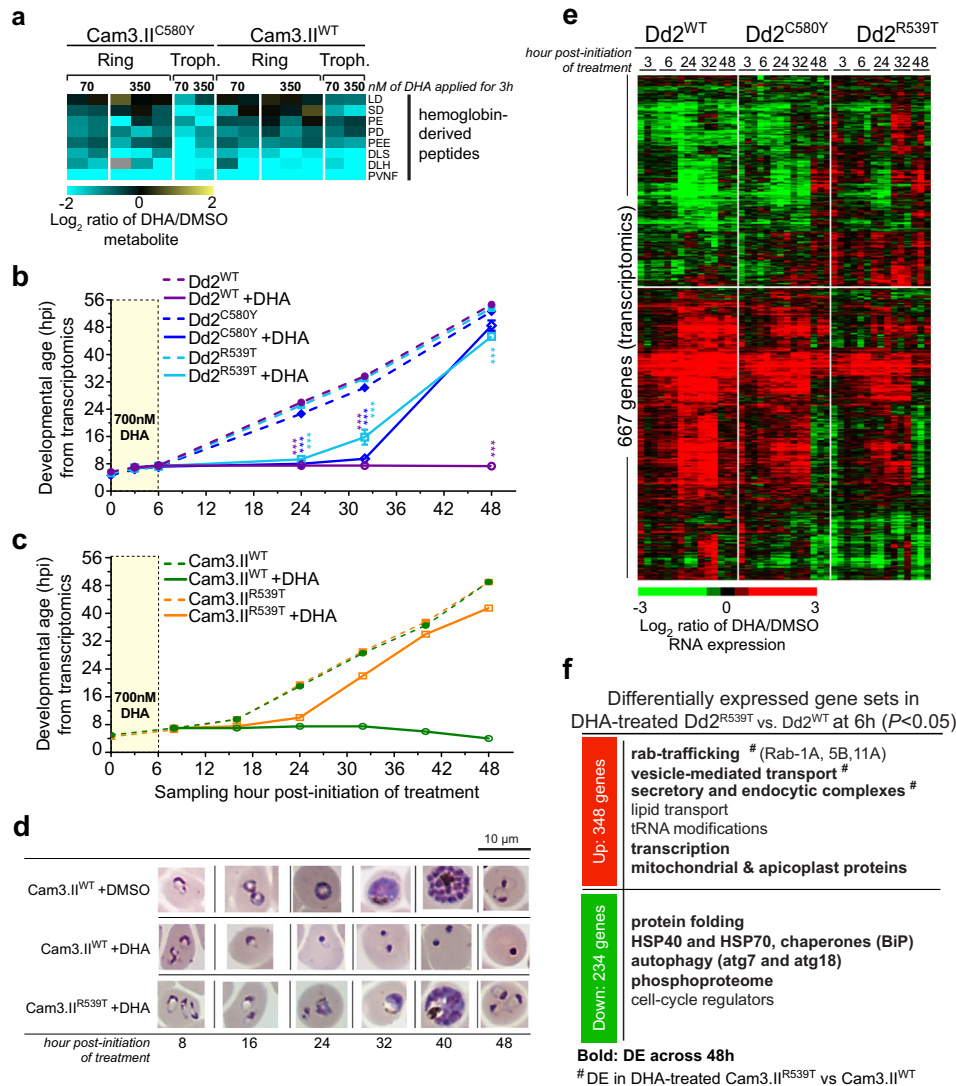 a
Cam3.II^C580Y Cam3.II^WT
Ring Troph. Ring Troph.
70 350 70 350 70 350 70 350 nM of DHA applied for 3h
LD
SD
PE
PD
PEE
DLS
DLH
PVNF
hemoglobin-
derived
peptides
-2 0 2
Log2 ratio of DHA/DMSO
metabolite
b
Developmental age (hpi)
from transcriptomics
56
48
40
32
24
16
8
0
700nM
DHA
Dd2^WT
Dd2^WT +DHA
Dd2^C580Y
Dd2^C580Y + DHA
Dd2^R539T
Dd2^R539T + DHA
*** *** ***
*** *** ***
***
***
0 6 12 18 24 30 36 42 48
c
Developmental age (hpi)
from transcriptomics
56
48
40
32
24
16
8
0
700nM
DHA
Cam3.II^WT
Cam3.II^WT +DHA
Cam3.II^R539T
Cam3.II^R539T +DHA
0 6 12 18 24 30 36 42 48
Sampling hour post-initiation of treatment
d
10 µm
Cam3.II^WT +DMSO
Cam3.II^WT +DHA
Cam3.II^R539T +DHA
hour post-initiation
of treatment
8 16 24 32 40 48
e
Dd2^WT Dd2^C580Y Dd2^R539T
hour post-initiation
of treatment
3 6 24 32 48 3 6 24 32 48 3 6 24 32 48
667 genes (transcriptomics)
-3 0 3
Log2 ratio of DHA/DMSO
RNA expression
f
Differentially expressed gene sets in
DHA-treated Dd2^R539T vs. Dd2^WT at 6h (P<0.05)
Up: 348 genes
rab-trafficking # (Rab-1A, 5B,11A)
vesicle-mediated transport #
secretory and endocytic complexes #
lipid transport
tRNA modifications
transcription
mitochondrial & apicoplast proteins
Down: 234 genes
protein folding
HSP40 and HSP70, chaperones (BiP)
autophagy (atg7 and atg18)
phosphoproteome
cell-cycle regulators
Bold: DE across 48h
# DE in DHA-treated Cam3.II^R539T vs Cam3.II^WT